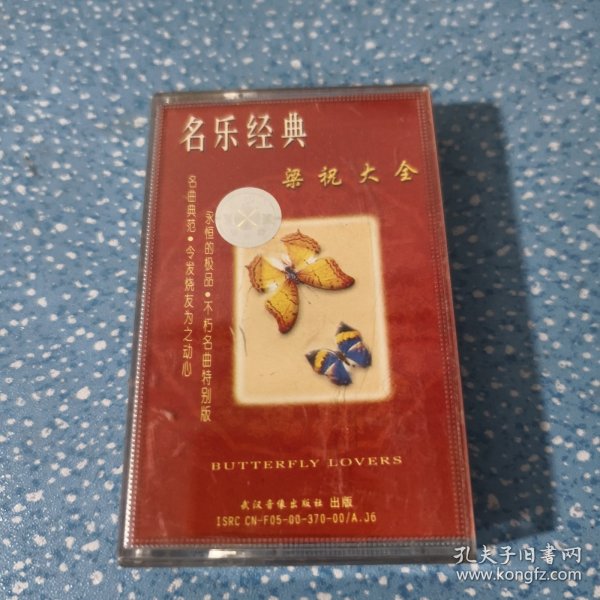 名乐经典
梁祝大全
永恒的极品·不朽名曲特别版
名曲典范·令发烧友为之动心
BUTTERFLY LOVERS
武汉音像出版社 出版
ISRC CN-F05-00-370-00/A.J6
孔夫子旧书网
www.kongfz.com